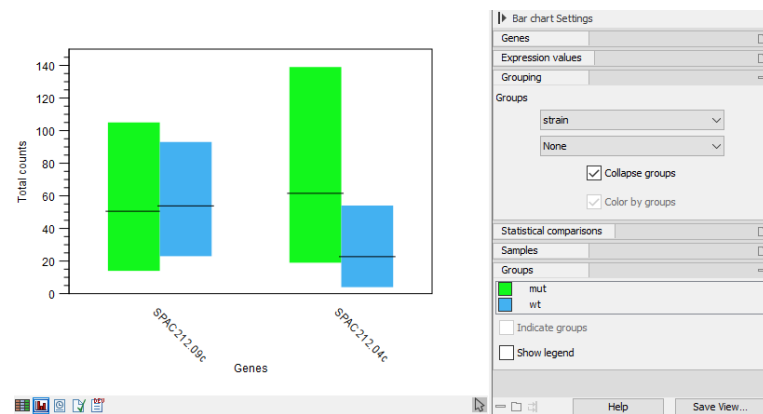 140
120
100
80
60
40
20
0
Total counts
SPAC212.09c
SPAC212.04c
Genes
Bar chart Settings
Genes
Expression values
Grouping
Groups
strain
None
Collapse groups
Color by groups
Statistical comparisons
Samples
Groups
mut
wt
Indicate groups
Show legend
Help
Save View...